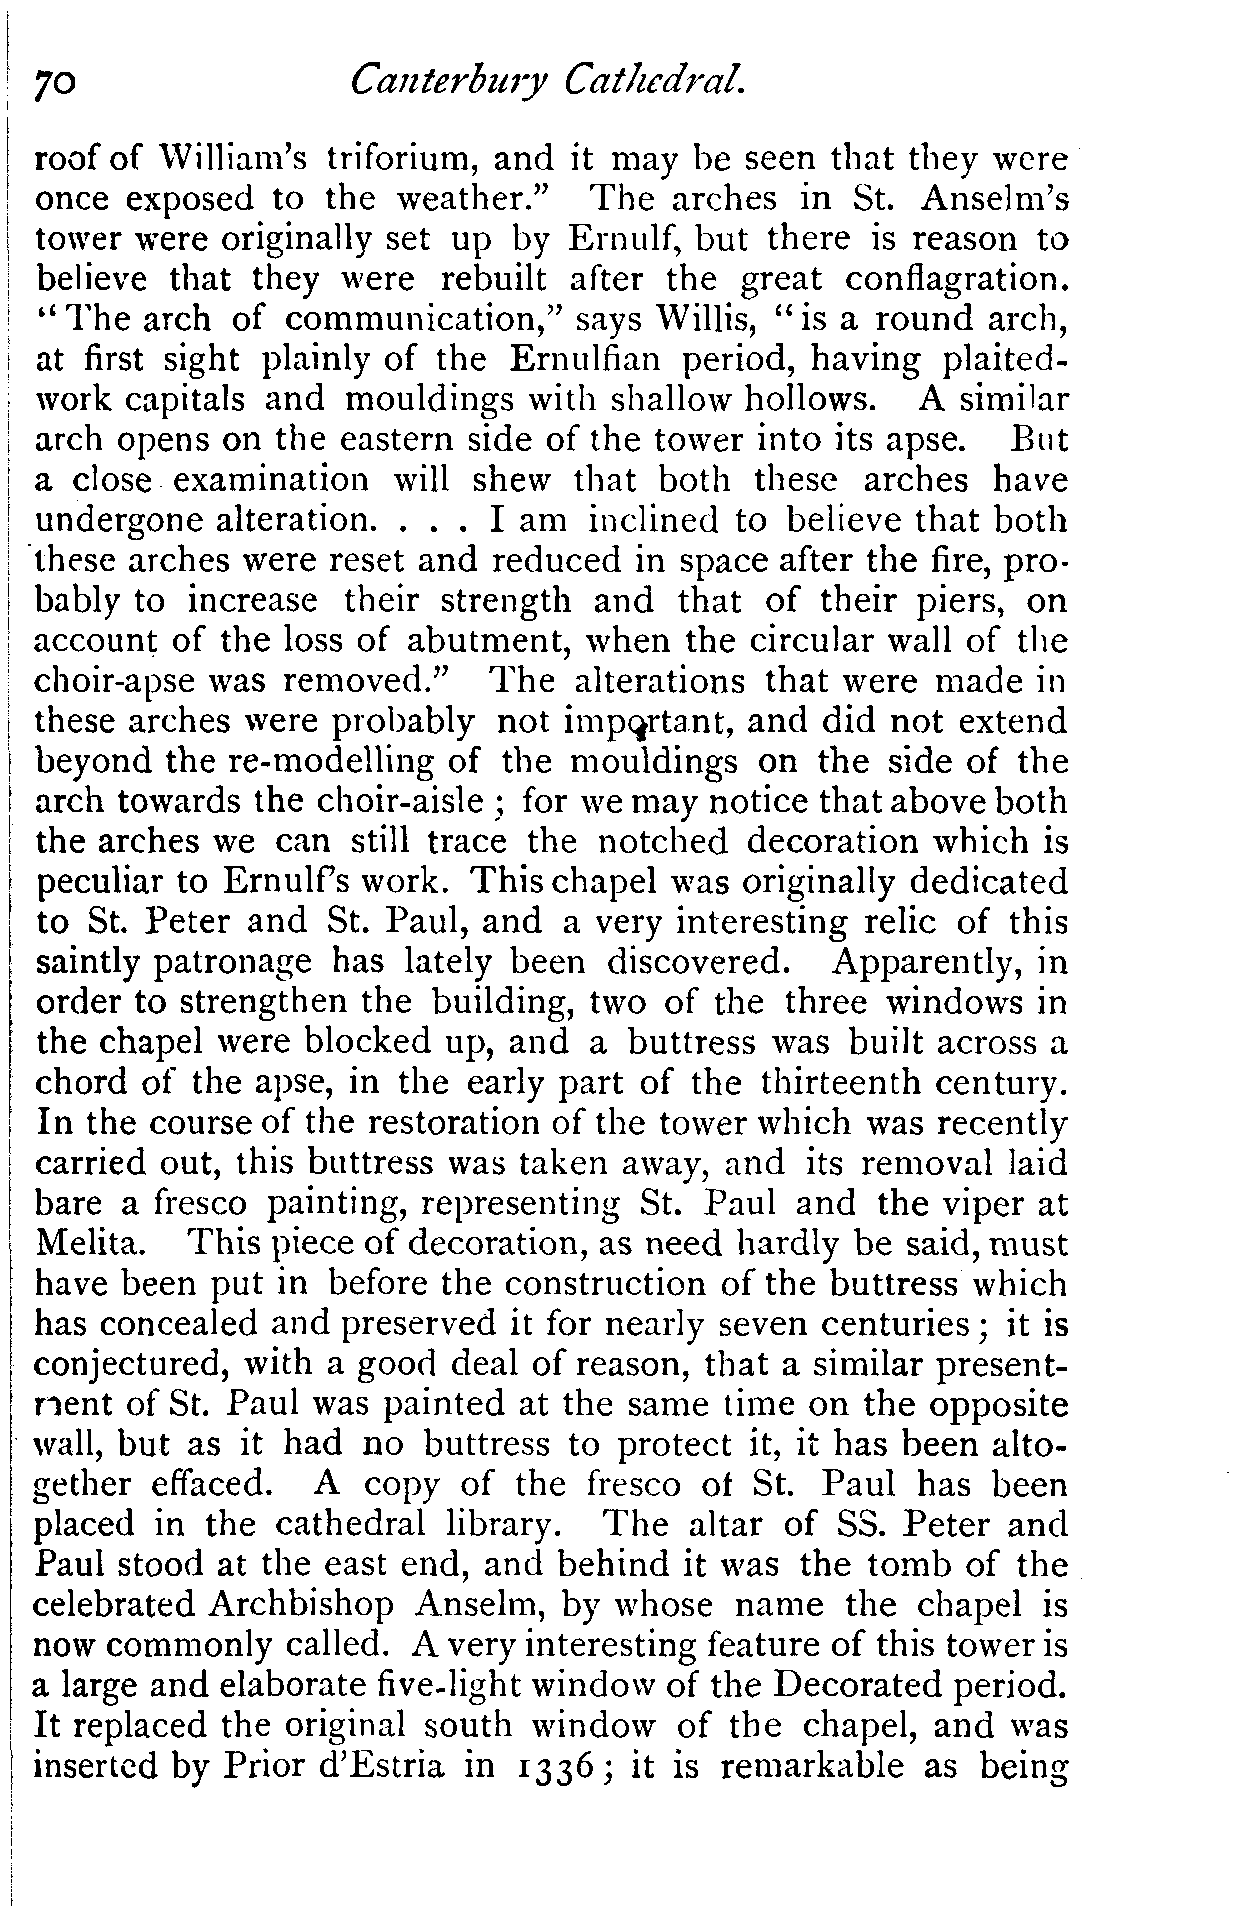 70 Canterbury Cathedral.
roof of William's triforium, and it may be seen that they were
once exposed to the weather.” The arches in St. Anselm's
tower were originally set up by Ernulf, but there is reason to
believe that they were rebuilt after the great conflagration.
“The arch of communication,” says Willis, “is a round arch,
at first sight plainly of the Ernulfian period, having plaited-
work capitals and mouldings with shallow hollows. A similar
arch opens on the eastern side of the tower into its apse. But
a close examination will shew that both these arches have
undergone alteration. . . . I am inclined to believe that both
these arches were reset and reduced in space after the fire, pro-
bably to increase their strength and that of their piers, on
account of the loss of abutment, when the circular wall of the
choir-apse was removed.” The alterations that were made in
these arches were probably not important, and did not extend
beyond the re-modelling of the mouldings on the side of the
arch towards the choir-aisle ; for we may notice that above both
the arches we can still trace the notched decoration which is
peculiar to Ernulf's work. This chapel was originally dedicated
to St. Peter and St. Paul, and a very interesting relic of this
saintly patronage has lately been discovered. Apparently, in
order to strengthen the building, two of the three windows in
the chapel were blocked up, and a buttress was built across a
chord of the apse, in the early part of the thirteenth century.
In the course of the restoration of the tower which was recently
carried out, this buttress was taken away, and its removal laid
bare a fresco painting, representing St. Paul and the viper at
Melita. This piece of decoration, as need hardly be said, must
have been put in before the construction of the buttress which
has concealed and preserved it for nearly seven centuries ; it is
conjectured, with a good deal of reason, that a similar present-
ment of St. Paul was painted at the same time on the opposite
wall, but as it had no buttress to protect it, it has been alto-
gether effaced. A copy of the fresco of St. Paul has been
placed in the cathedral library. The altar of SS. Peter and
Paul stood at the east end, and behind it was the tomb of the
celebrated Archbishop Anselm, by whose name the chapel is
now commonly called. A very interesting feature of this tower is
a large and elaborate five-light window of the Decorated period.
It replaced the original south window of the chapel, and was
inserted by Prior d'Estria in 1336 ; it is remarkable as being